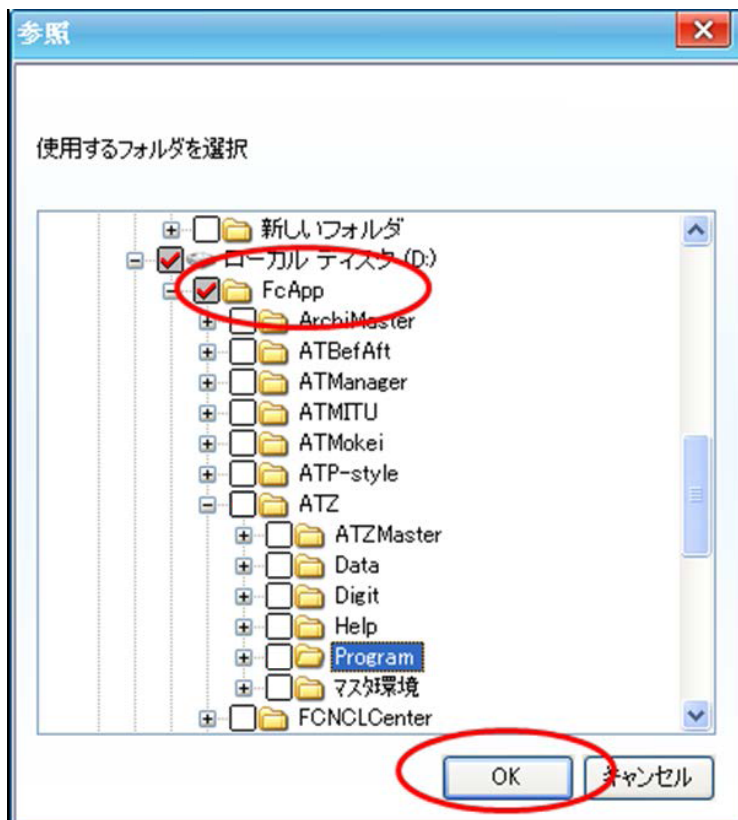 参照
使用するフォルダを選択
新しいフォルダ
ローカル ディスク (D:)
FcApp
ArchiMaster
ATBefAft
ATManager
ATMITU
ATMokei
ATP-style
ATZ
ATZMaster
Data
Digit
Help
Program
マスタ環境
FCNCLCenter
OK
キャンセル